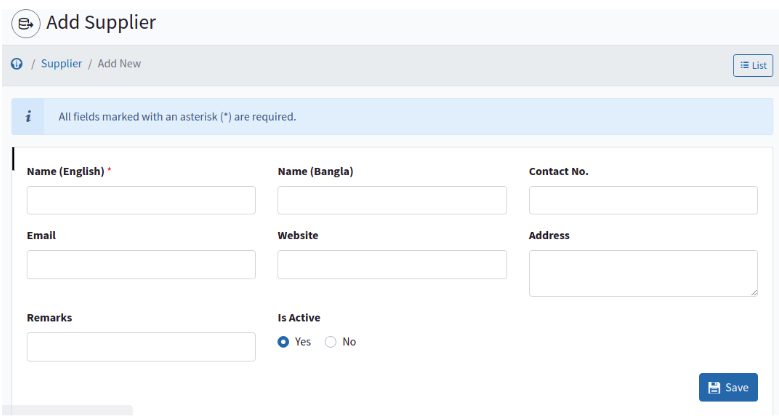 Add Supplier
/ Supplier / Add New
List
i All fields marked with an asterisk (*) are required.
Name (English) * Name (Bangla) Contact No.
Email Website Address
Remarks Is Active
Yes No
Save